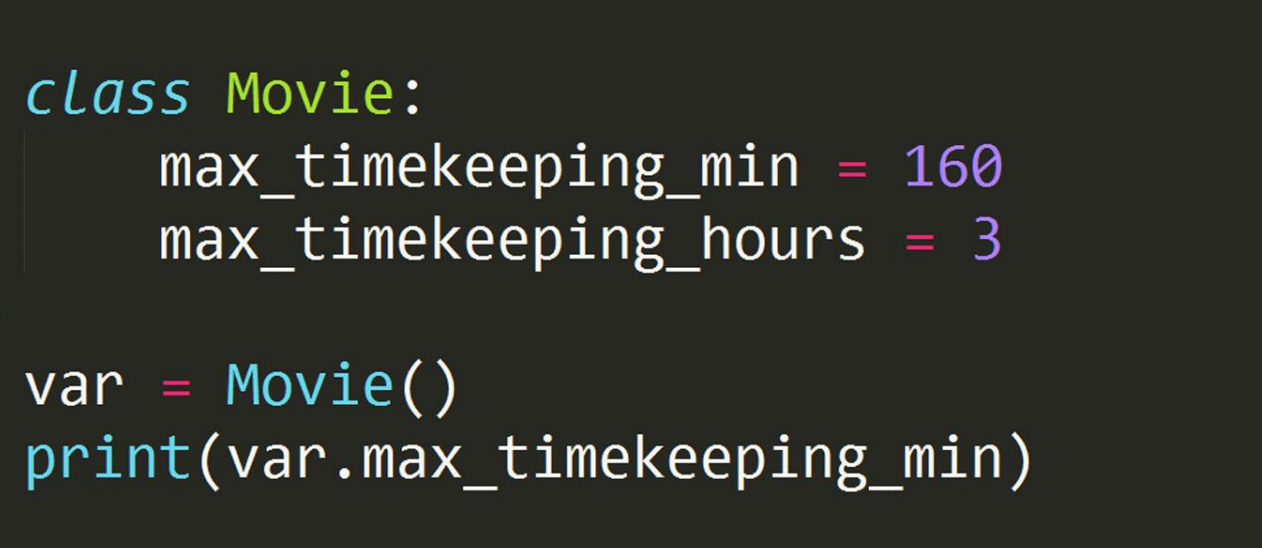 class Movie:
    max_timekeeping_min = 160
    max_timekeeping_hours = 3
var = Movie()
print(var.max_timekeeping_min)